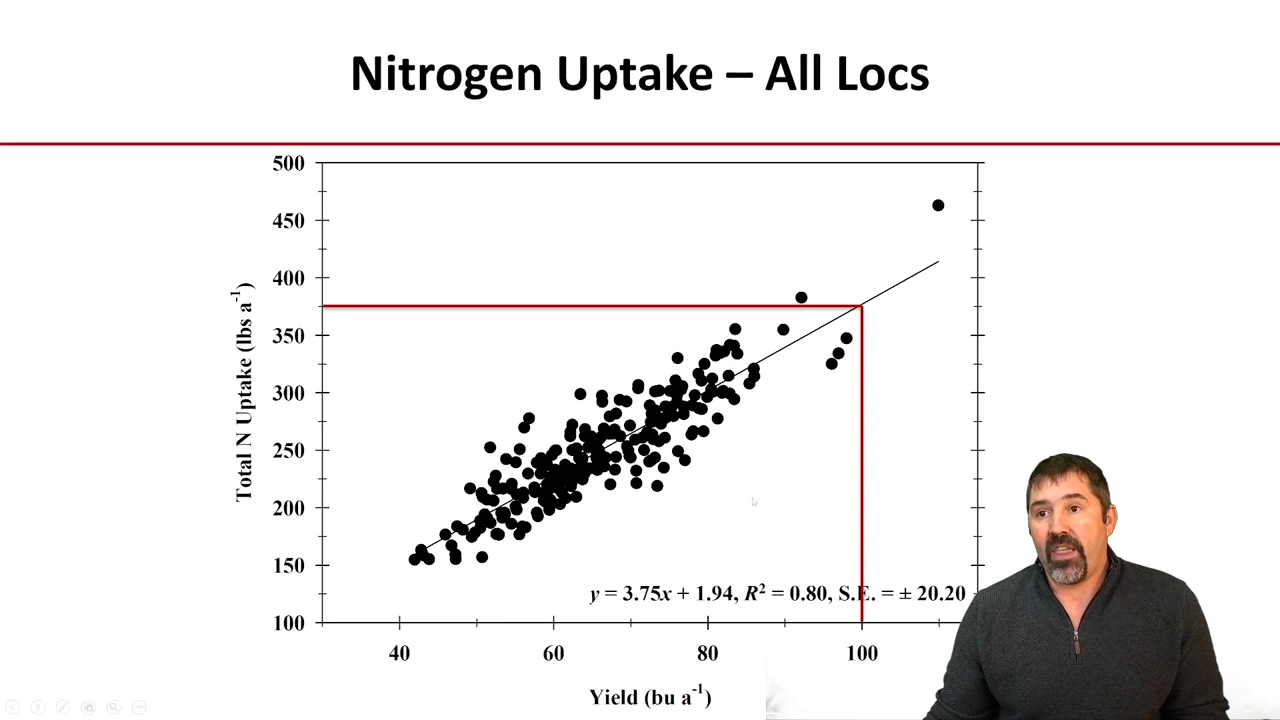 Nitrogen Uptake – All Locs
500
450
400
350
300
250
200
150
100
Total N Uptake (lbs a⁻¹)
y = 3.75x + 1.94, R² = 0.80, S.E. = ± 20.20
40 60 80 100
Yield (bu a⁻¹)